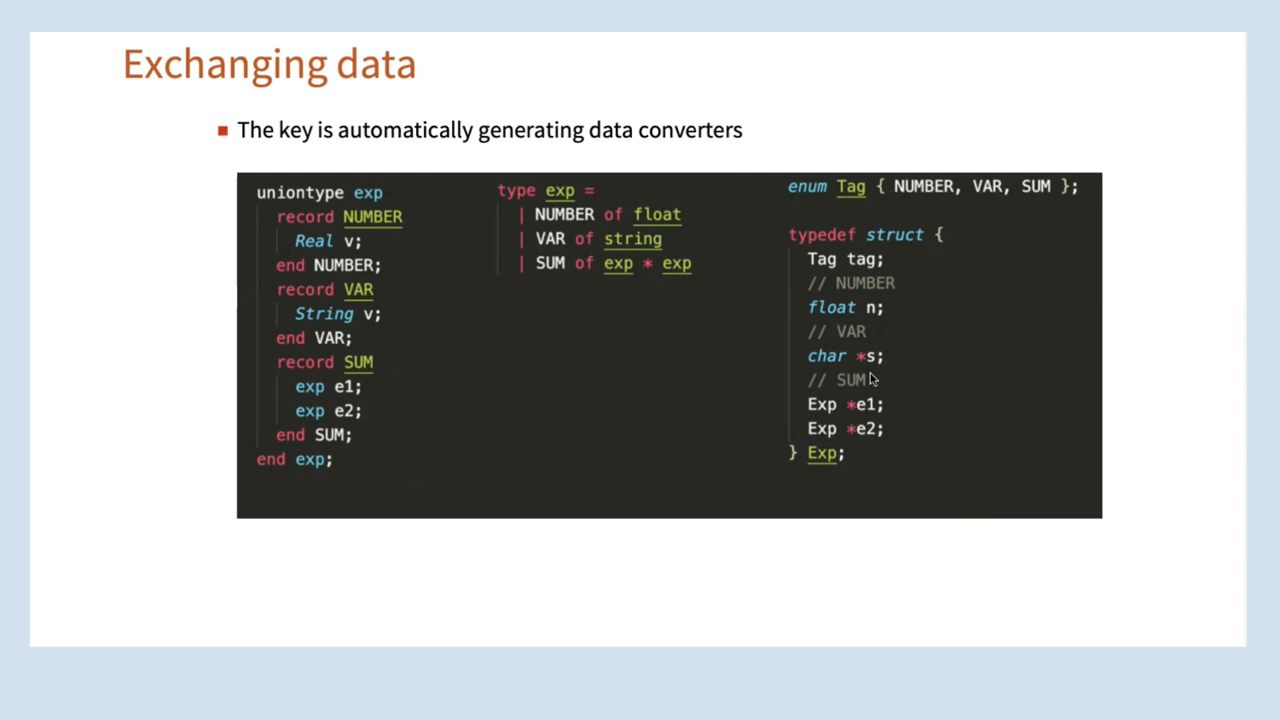 Exchanging data
The key is automatically generating data converters
uniontype exp
record NUMBER
Real v;
end NUMBER;
record VAR
String v;
end VAR;
record SUM
exp e1;
exp e2;
end SUM;
end exp;
type exp =
| NUMBER of float
| VAR of string
| SUM of exp * exp
enum Tag { NUMBER, VAR, SUM };
typedef struct {
Tag tag;
// NUMBER
float n;
// VAR
char *s;
// SUM
Exp *e1;
Exp *e2;
} Exp;